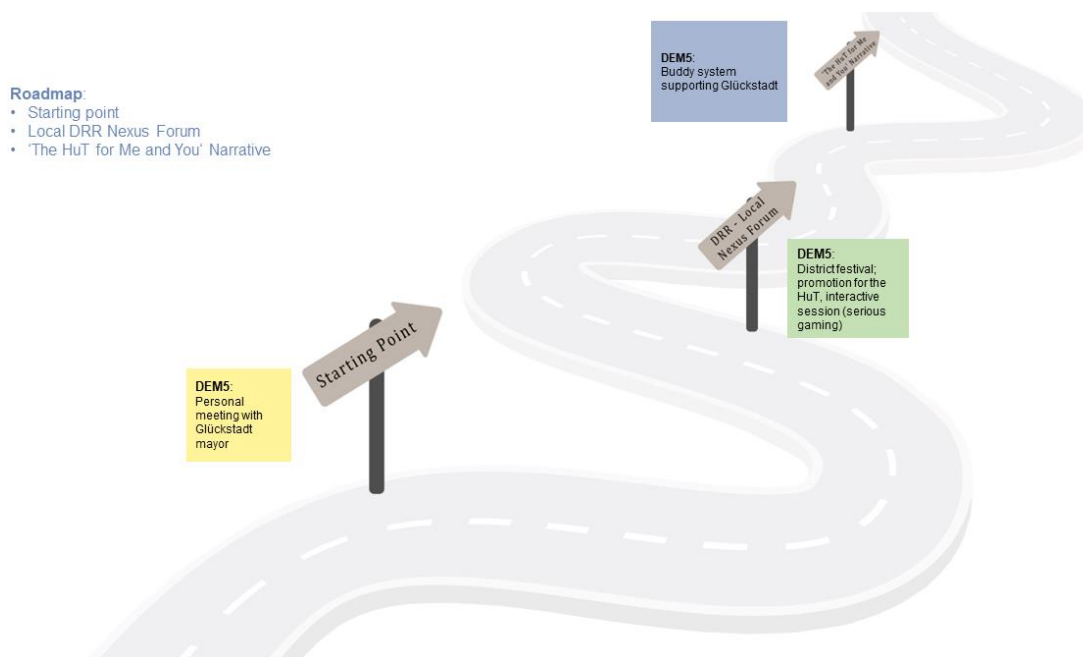 Roadmap:
• Starting point
• Local DRR Nexus Forum
• 'The HuT for Me and You' Narrative
DEM5:
Buddy system
supporting Glückstadt
'The HuT for Me
and You' Narrative
DRR - Local
Nexus Forum
DEM5:
District festival;
promotion for the
HuT, interactive
session (serious
gaming)
Starting Point
DEM5:
Personal
meeting with
Glückstadt
mayor